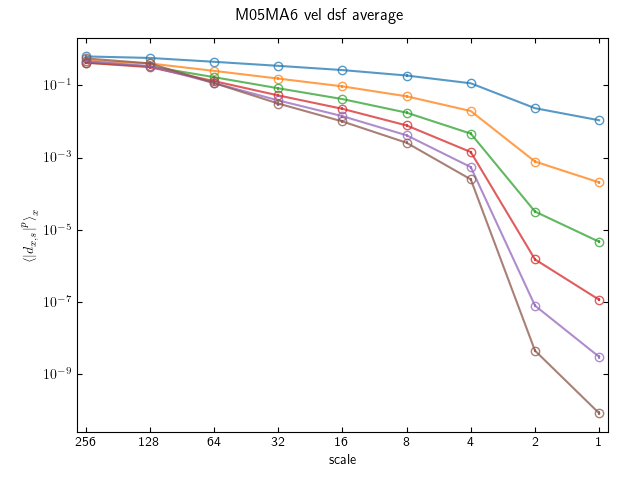 M05MA6 vel dsf average
10⁻¹
10⁻³
10⁻⁵
10⁻⁷
10⁻⁹
⟨|d_{x,s}|^p⟩_x
256 128 64 32 16 8 4 2 1
scale